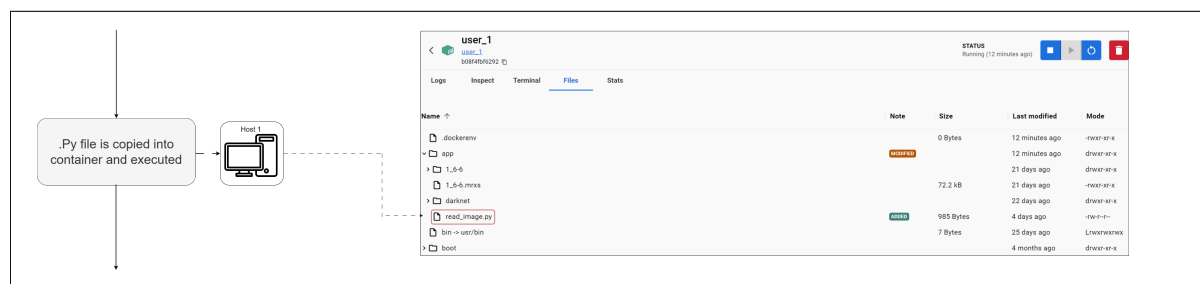 .Py file is copied into
container and executed
Host 1
user_1
user_1
b08f4fbf6292
STATUS
Running (12 minutes ago)
Logs Inspect Terminal Files Stats
Name ↑ Note Size Last modified Mode
.dockerenv 0 Bytes 12 minutes ago -rwxr-xr-x
app MODIFIED 12 minutes ago drwxr-xr-x
1_6-6 21 days ago drwxr-xr-x
1_6-6.mrxs 72.2 kB 21 days ago -rwxr-xr-x
darknet 22 days ago drwxr-xr-x
read_image.py ADDED 985 Bytes 4 days ago -rw-r--r--
bin -> usr/bin 7 Bytes 25 days ago Lrwxrwxrwx
boot 4 months ago drwxr-xr-x